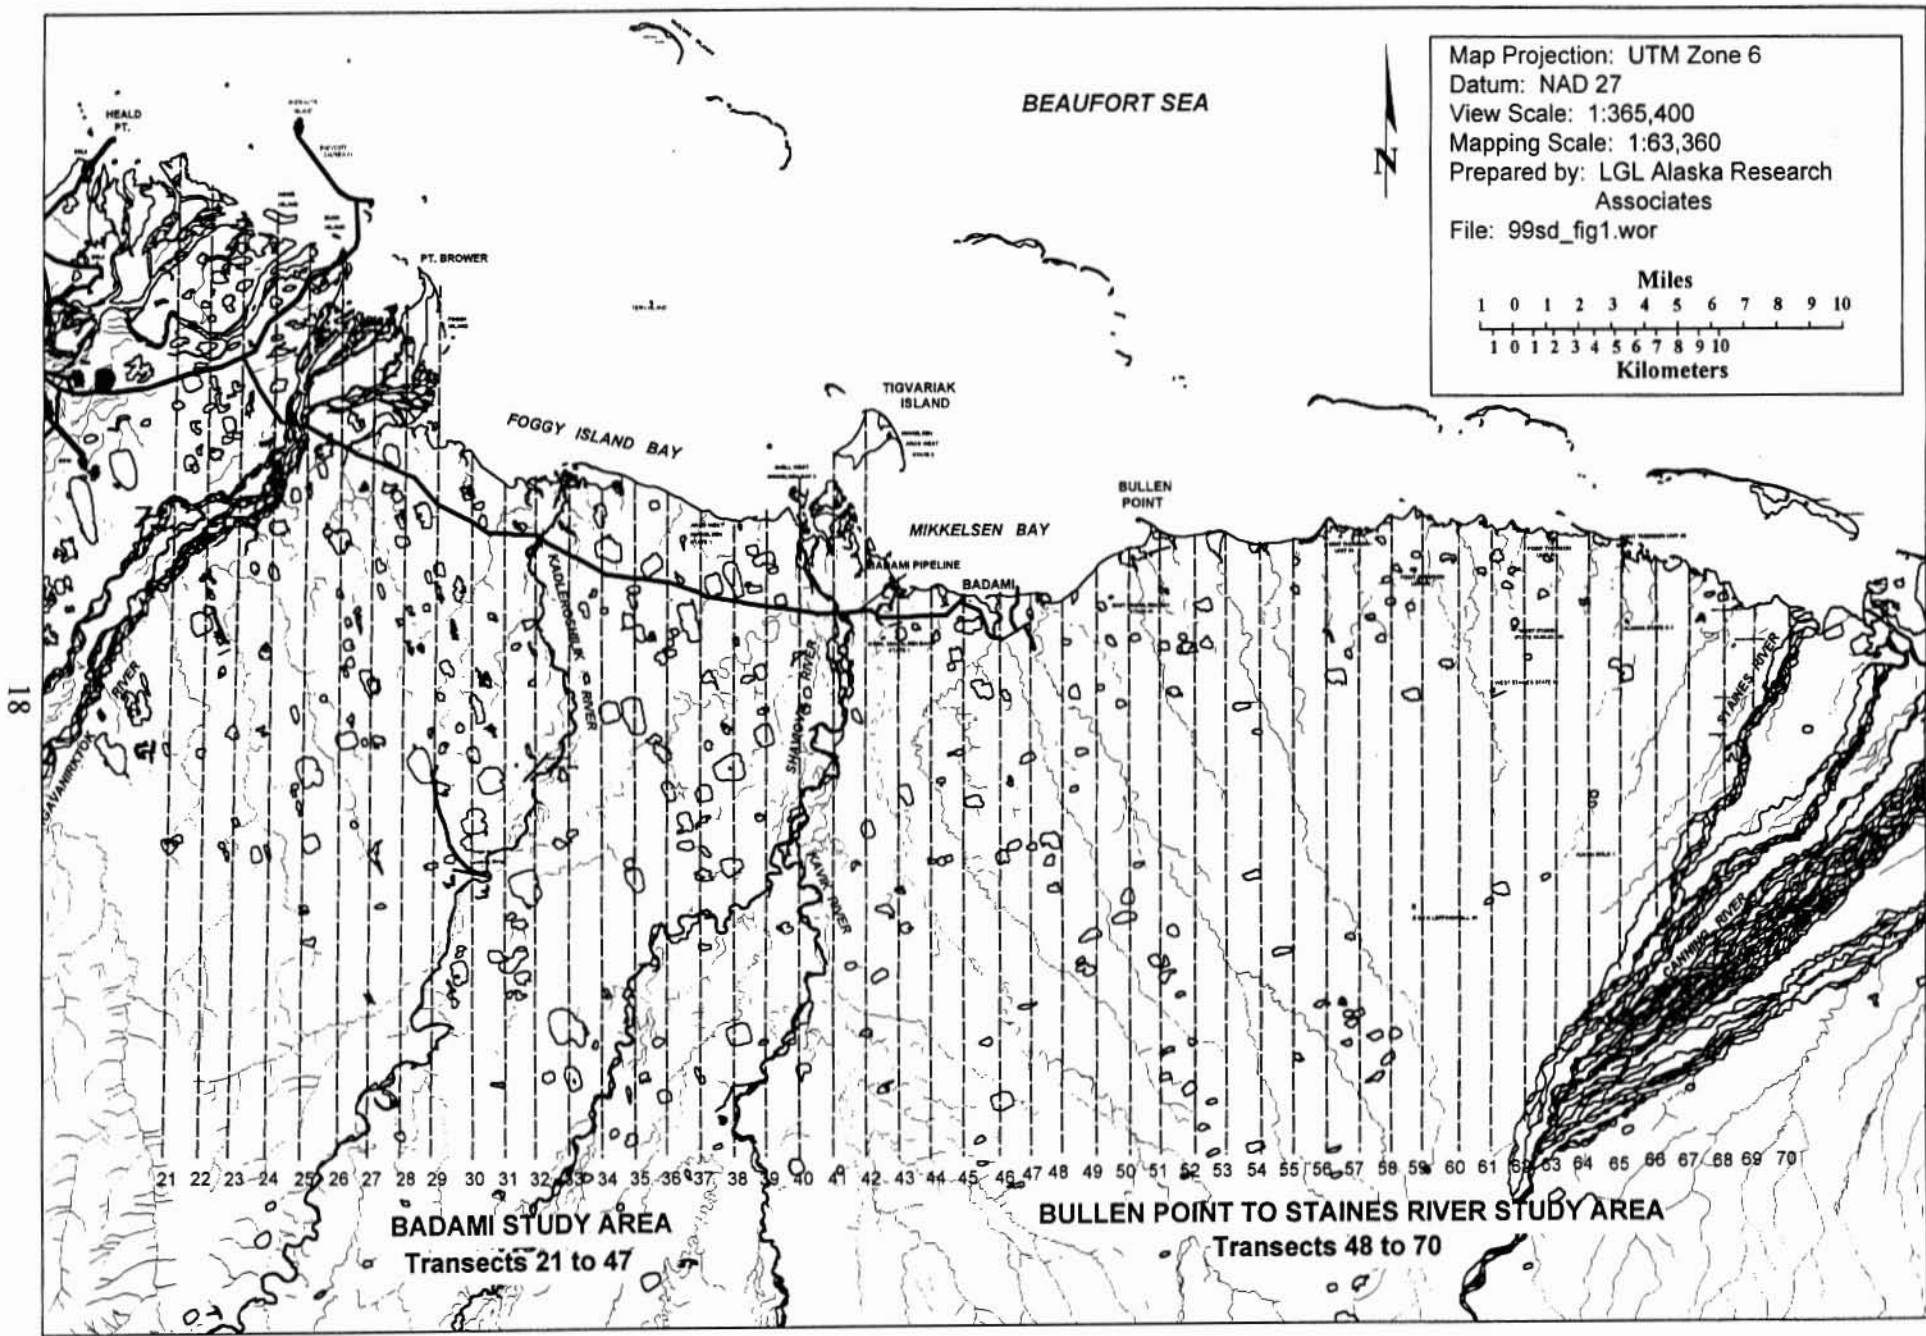 BEAUFORT SEA
N
Map Projection: UTM Zone 6
Datum: NAD 27
View Scale: 1:365,400
Mapping Scale: 1:63,360
Prepared by: LGL Alaska Research
Associates
File: 99sd_fig1.wor
Miles
1 0 1 2 3 4 5 6 7 8 9 10
1 0 1 2 3 4 5 6 7 8 9 10
Kilometers
HEALD
PT.
PT. BROWER
FOGGY ISLAND BAY
TIGVARIAK
ISLAND
BULLEN
POINT
MIKKELSEN BAY
BADAMI PIPELINE
BADAMI
KADLEROSHILIK RIVER
SHAVIOVIK RIVER
KAVIK RIVER
STAINES RIVER
CANNING RIVER
RIVER
18
21 22 23 24 25 26 27 28 29 30 31 32 33 34 35 36 37 38 39 40 41 42 43 44 45 46 47 48 49 50 51 52 53 54 55 56 57 58 59 60 61 62 63 64 65 66 67 68 69 70
BADAMI STUDY AREA
Transects 21 to 47
BULLEN POINT TO STAINES RIVER STUDY AREA
Transects 48 to 70